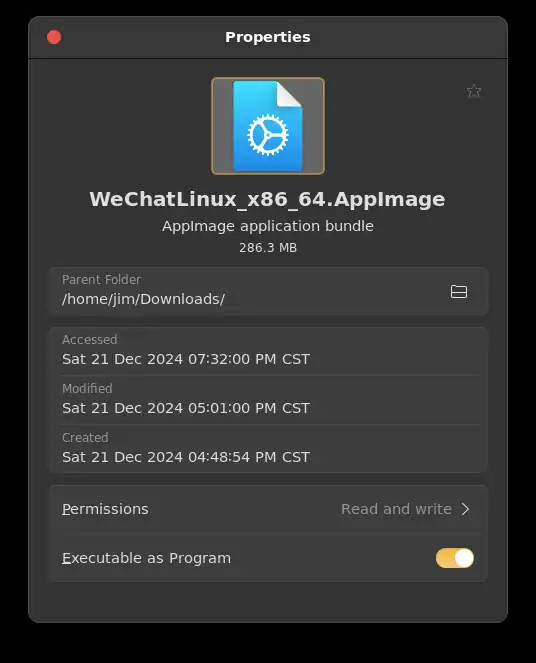 Properties
WeChatLinux_x86_64.AppImage
AppImage application bundle
286.3 MB
Parent Folder
/home/jim/Downloads/
Accessed
Sat 21 Dec 2024 07:32:00 PM CST
Modified
Sat 21 Dec 2024 05:01:00 PM CST
Created
Sat 21 Dec 2024 04:48:54 PM CST
Permissions Read and write
Executable as Program